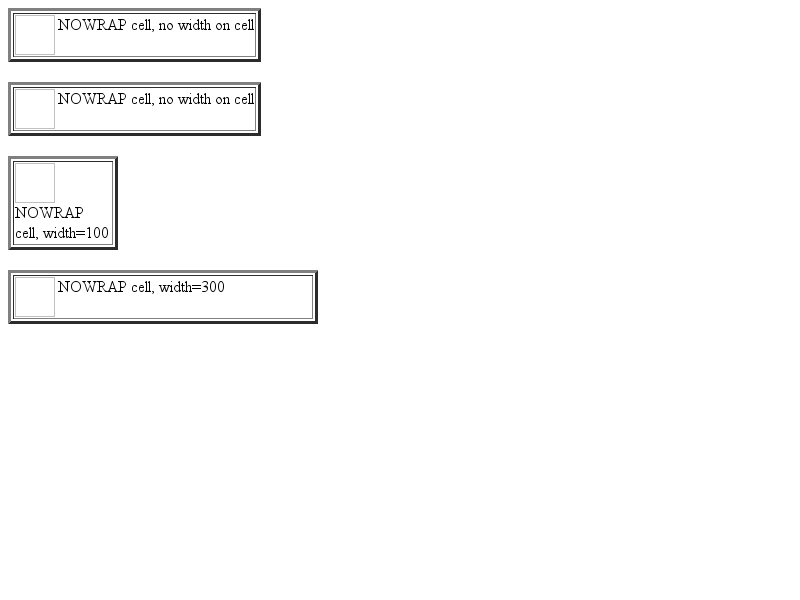 NOWRAP cell, no width on cell
NOWRAP cell, no width on cell
NOWRAP
cell, width=100
NOWRAP cell, width=300